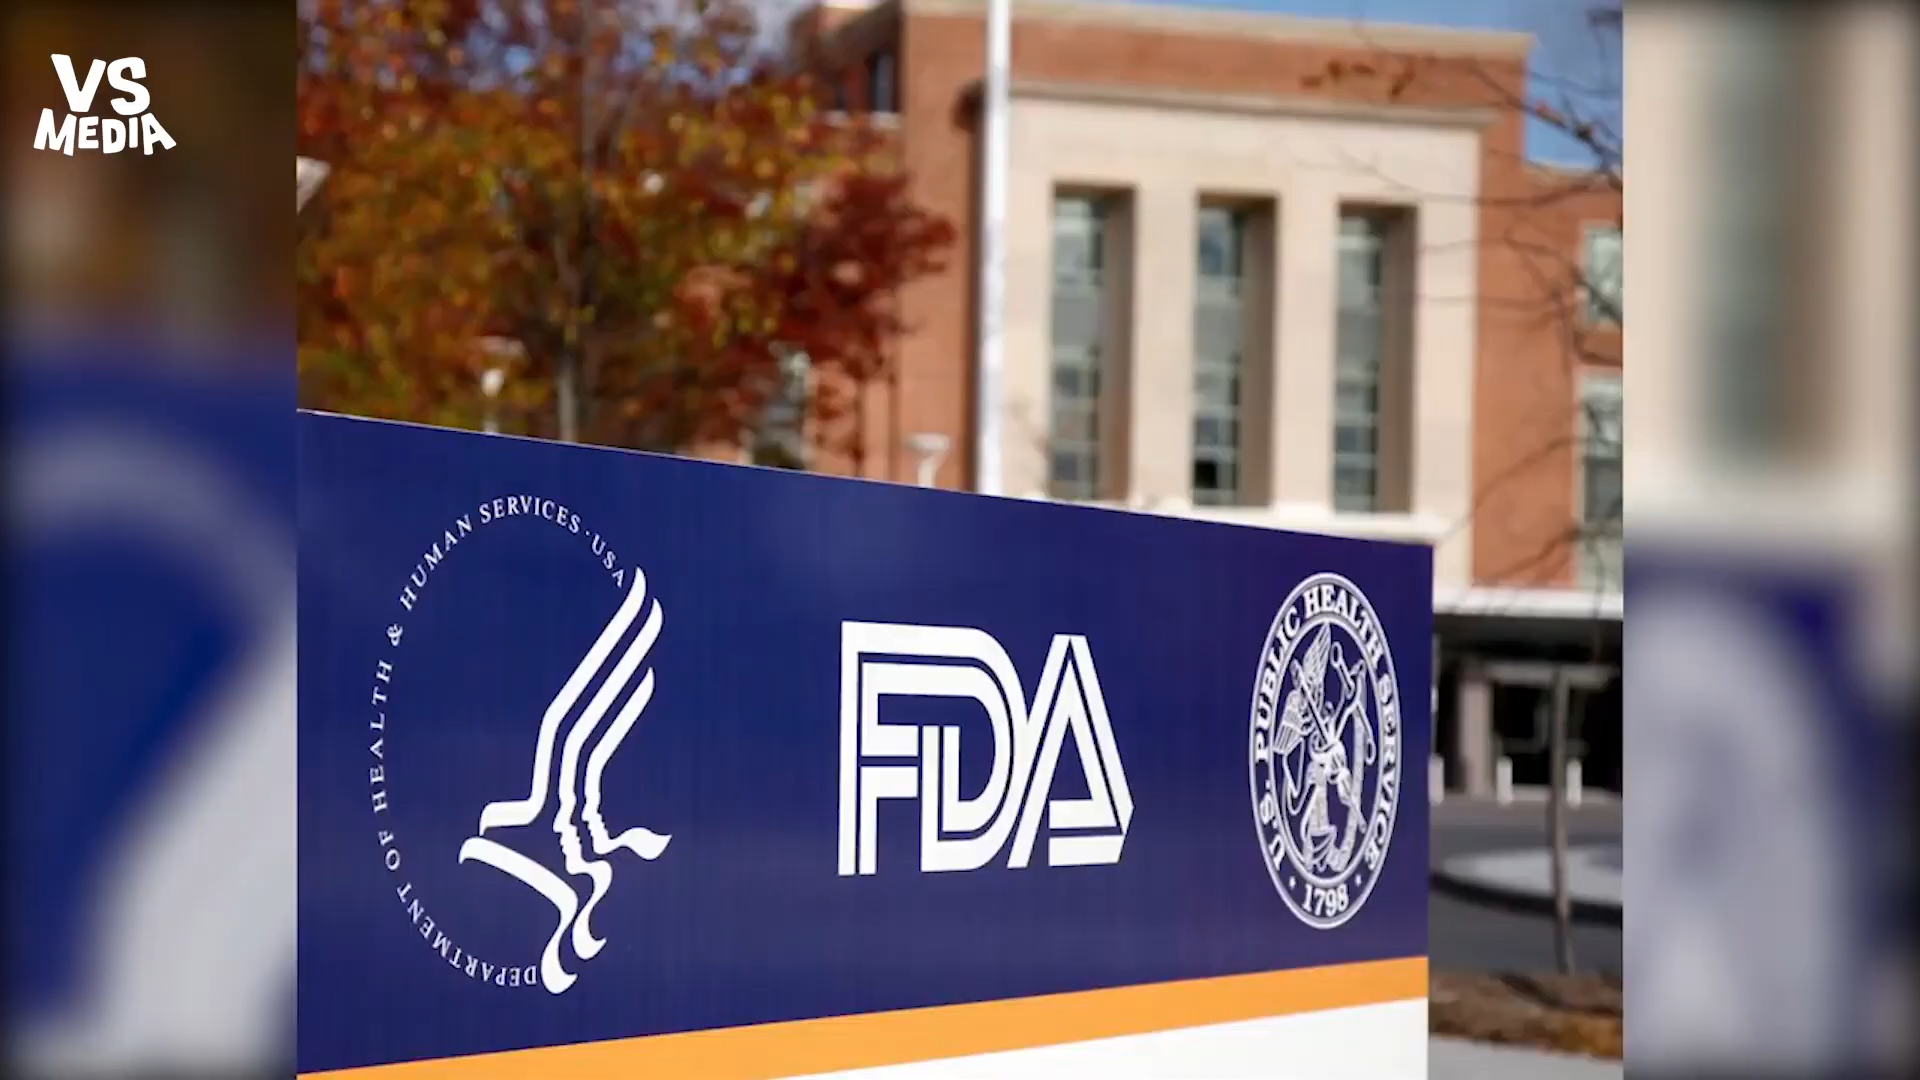 VS
MEDIA
DEPARTMENT OF HEALTH & HUMAN SERVICES · USA
FDA
U.S. PUBLIC HEALTH SERVICE
· 1798 ·